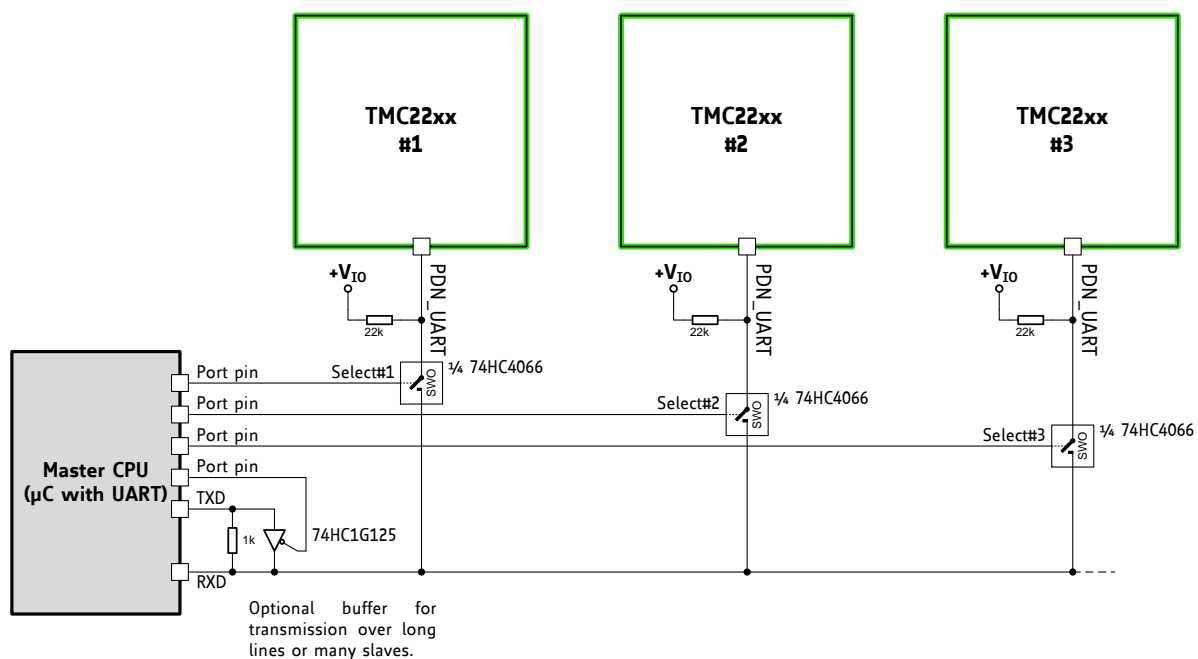 TMC22xx
#1
TMC22xx
#2
TMC22xx
#3
+VIO
22k
PDN_UART
+VIO
22k
PDN_UART
+VIO
22k
PDN_UART
Port pin
Select#1
SWO
¼ 74HC4066
Port pin
Select#2
SWO
¼ 74HC4066
Port pin
Select#3
SWO
¼ 74HC4066
Port pin
Master CPU
(µC with UART)
TXD
1k
74HC1G125
RXD
Optional buffer for
transmission over long
lines or many slaves.